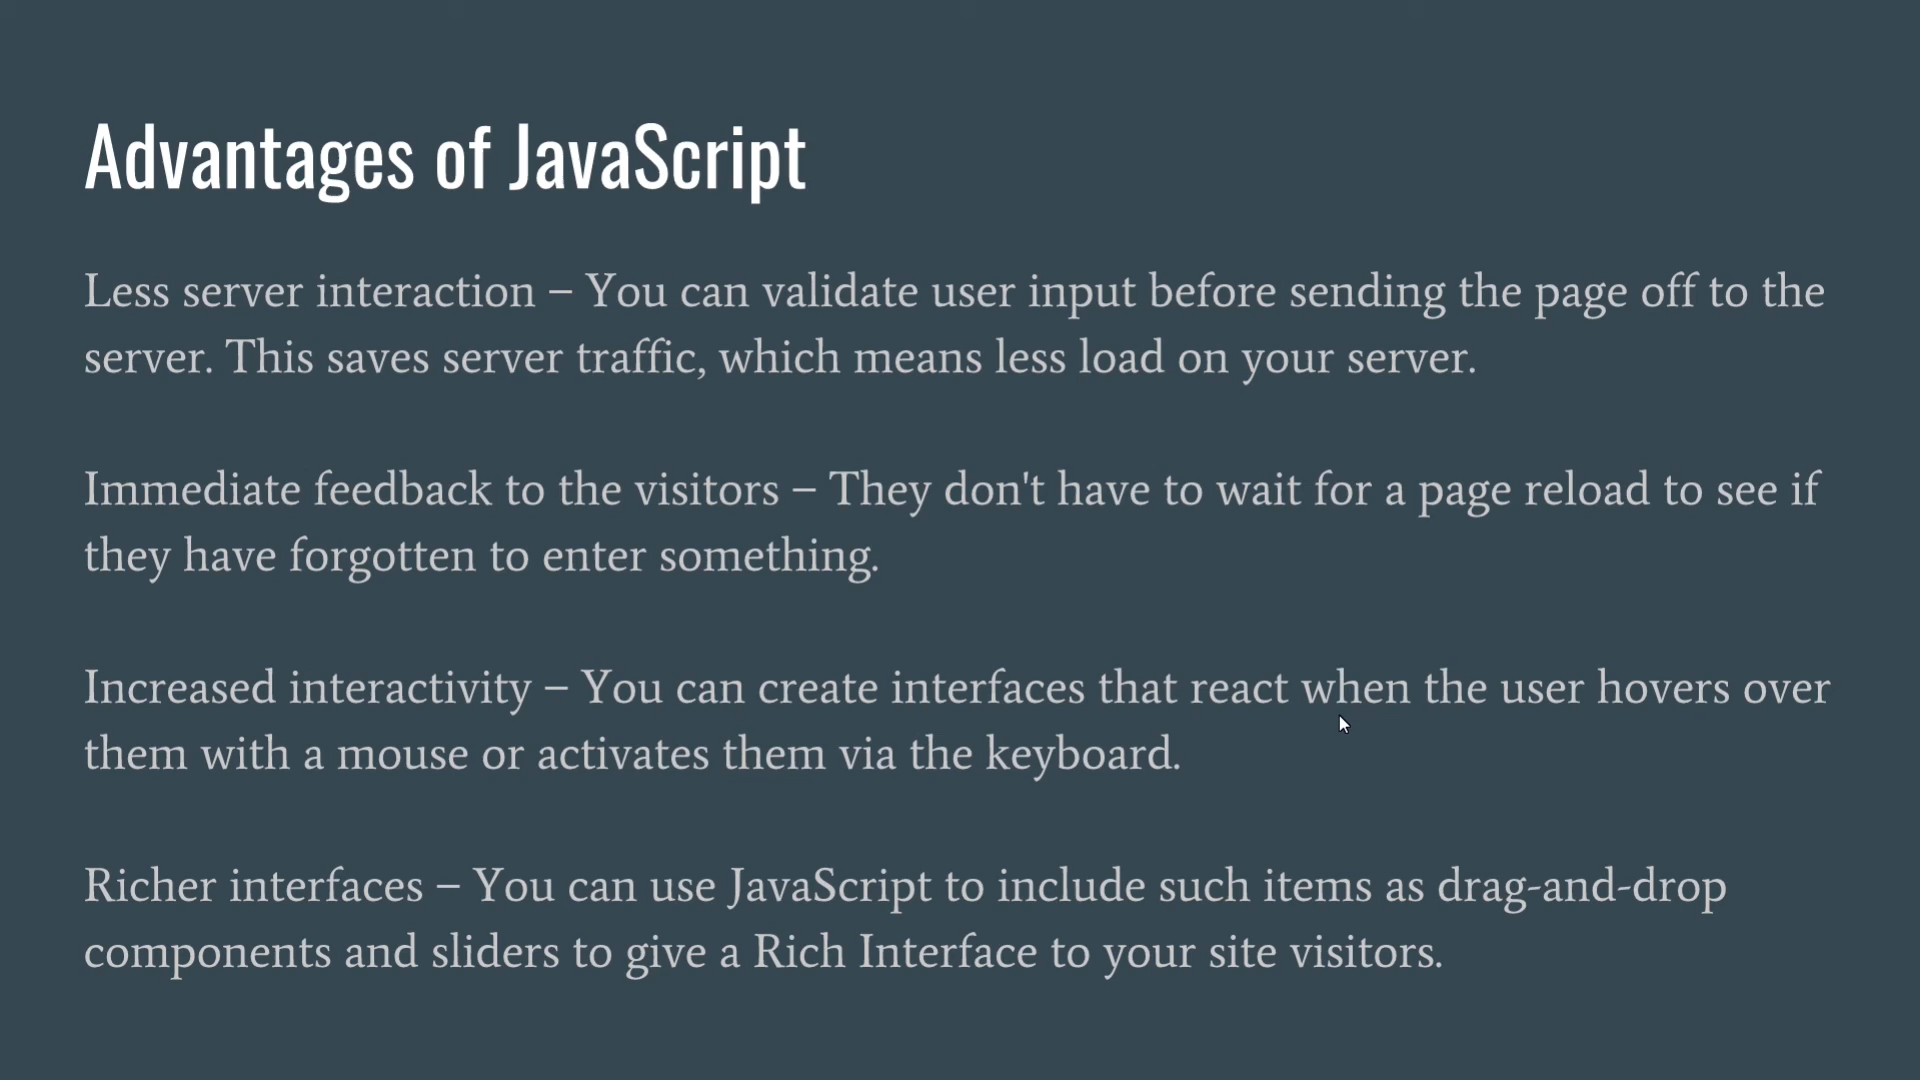 Advantages of JavaScript
Less server interaction – You can validate user input before sending the page off to the
server. This saves server traffic, which means less load on your server.
Immediate feedback to the visitors – They don't have to wait for a page reload to see if
they have forgotten to enter something.
Increased interactivity – You can create interfaces that react when the user hovers over
them with a mouse or activates them via the keyboard.
Richer interfaces – You can use JavaScript to include such items as drag-and-drop
components and sliders to give a Rich Interface to your site visitors.